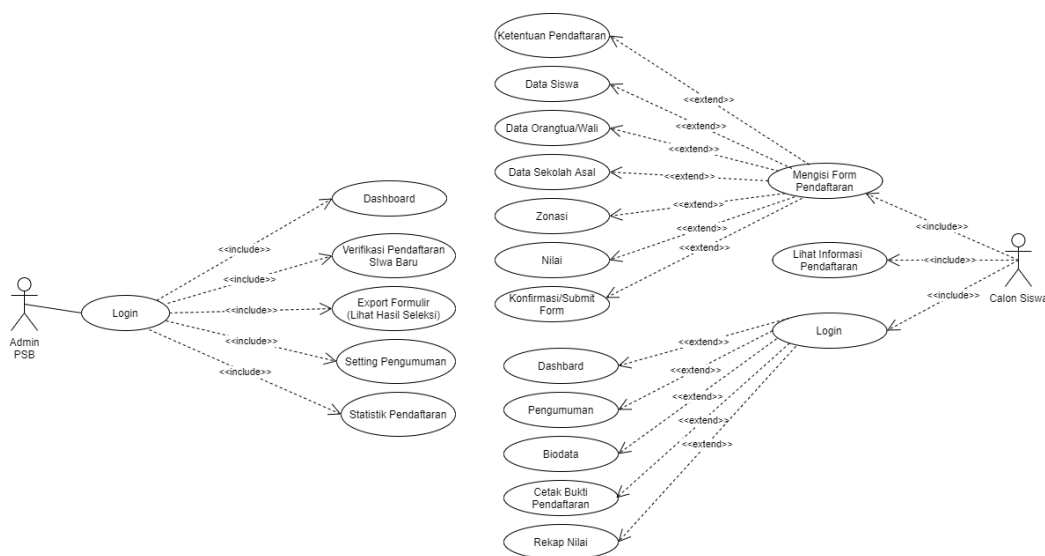 Ketentuan Pendaftaran
<<extend>>
Data Siswa
<<extend>>
Data Orangtua/Wali
<<extend>>
Data Sekolah Asal
<<extend>>
Mengisi Form
Pendaftaran
Zonasi
<<extend>>
Nilai
<<extend>>
Konfirmasi/Submit
Form
<<extend>>
<<include>>
Lihat Informasi
Pendaftaran
<<include>>
<<include>>
Calon Siswa
Login
Dashbard
<<extend>>
Pengumuman
<<extend>>
Biodata
<<extend>>
Cetak Bukti
Pendaftaran
<<extend>>
Rekap Nilai
<<extend>>
Admin
PSB
Login
<<include>>
Dashboard
<<include>>
Verifikasi Pendaftaran
SIwa Baru
<<include>>
Export Formulir
(Lihat Hasil Seleksi)
<<include>>
Setting Pengumuman
<<include>>
Statistik Pendaftaran